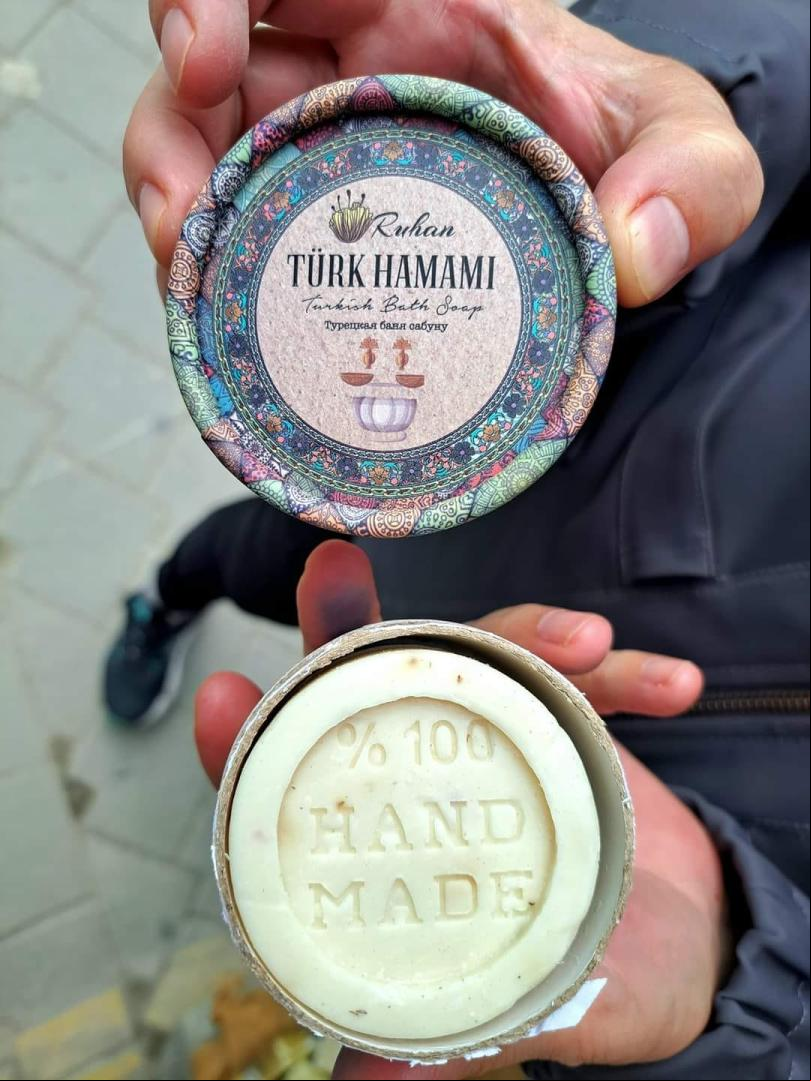 Ruhan
TÜRK HAMAMI
Turkish Bath Soap
Турецкая баня сабуну
% 100
HAND
MADE